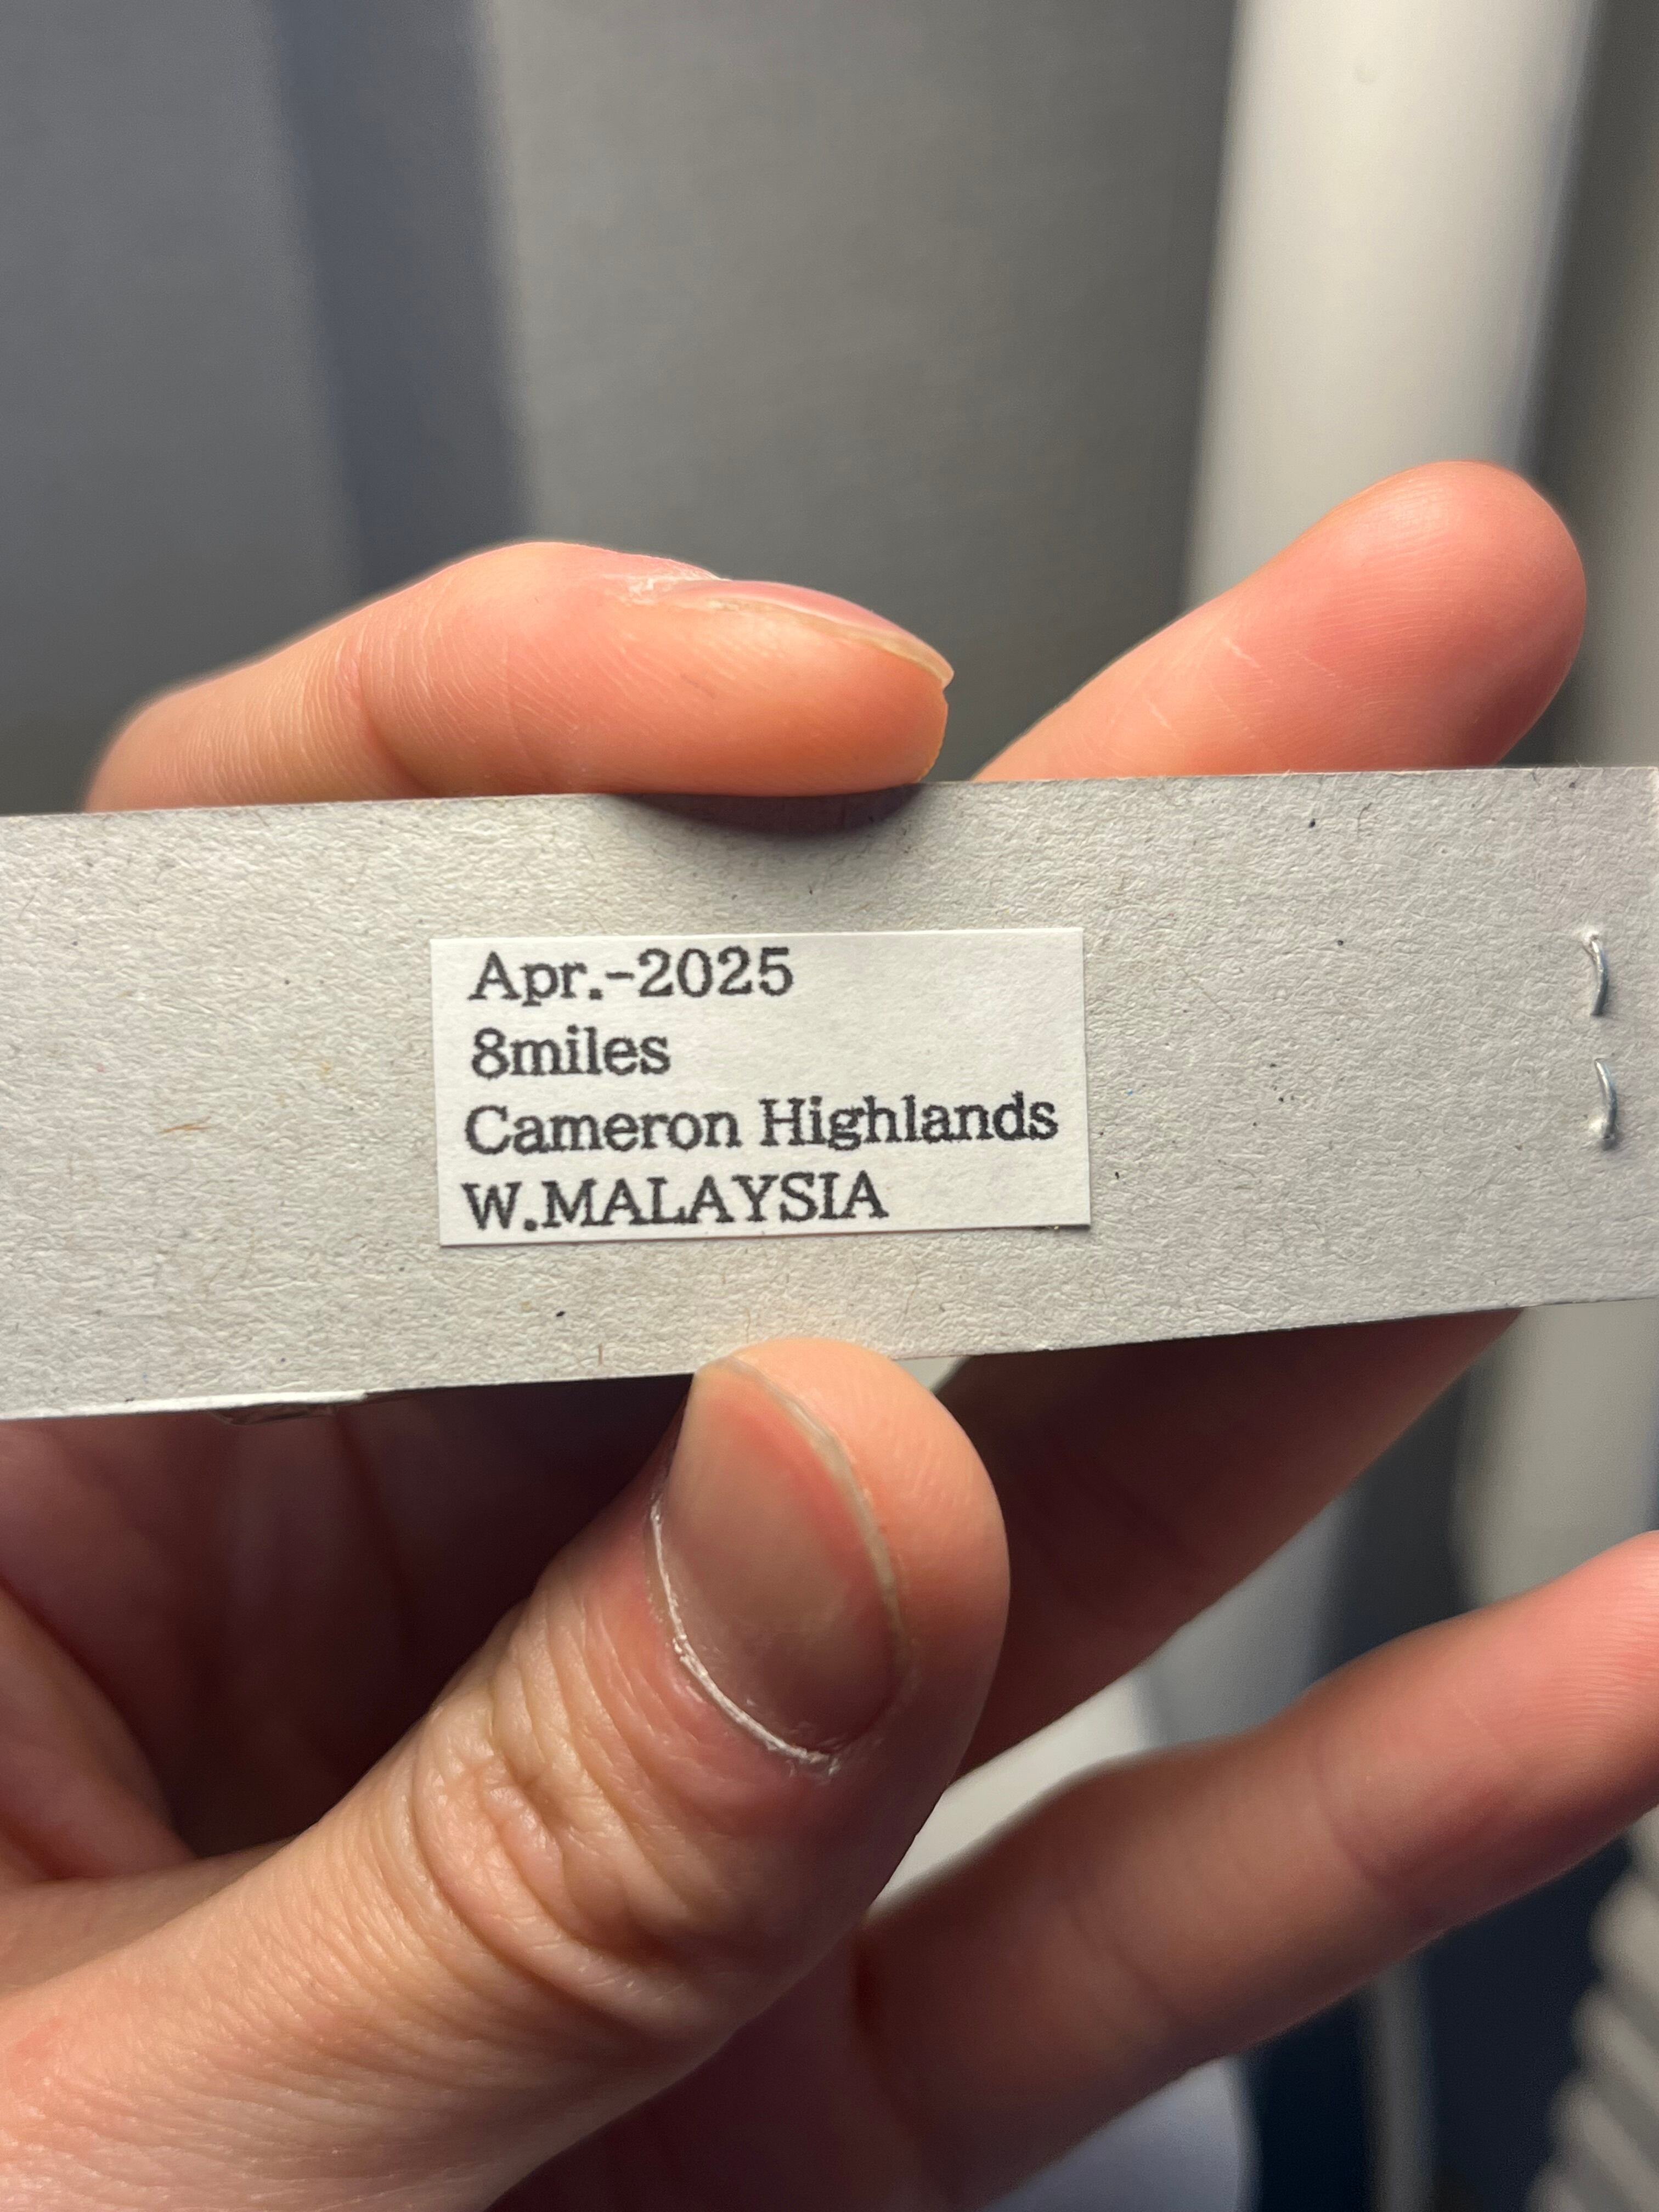 Apr.-2025
8miles
Cameron Highlands
W.MALAYSIA